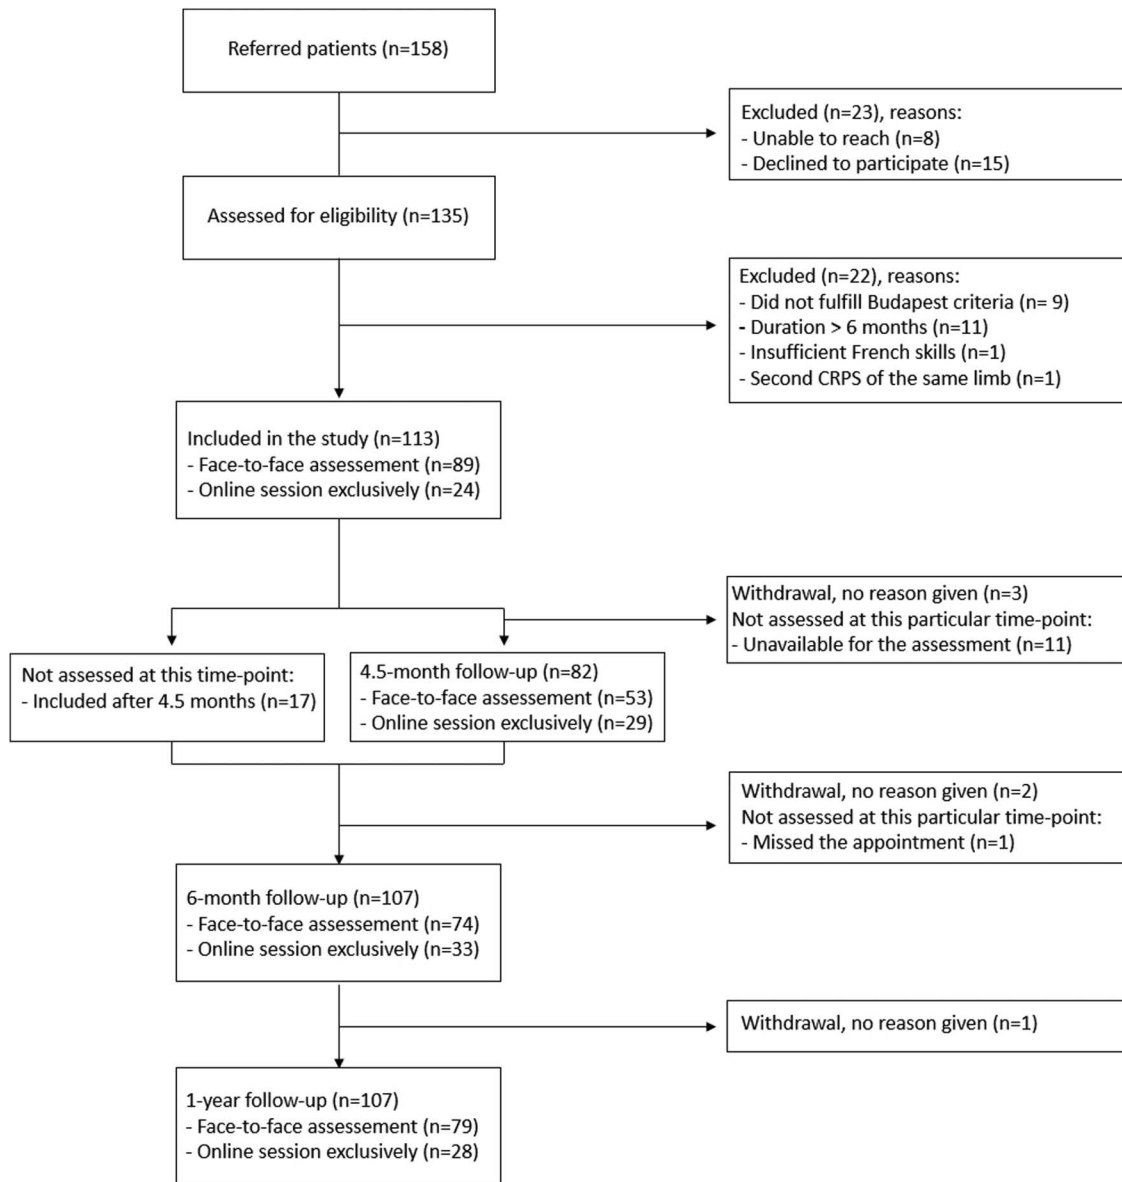 Referred patients (n=158)
Excluded (n=23), reasons:
- Unable to reach (n=8)
- Declined to participate (n=15)
Assessed for eligibility (n=135)
Excluded (n=22), reasons:
- Did not fulfill Budapest criteria (n= 9)
- Duration > 6 months (n=11)
- Insufficient French skills (n=1)
- Second CRPS of the same limb (n=1)
Included in the study (n=113)
- Face-to-face assessement (n=89)
- Online session exclusively (n=24)
Withdrawal, no reason given (n=3)
Not assessed at this particular time-point:
- Unavailable for the assessment (n=11)
Not assessed at this time-point:
- Included after 4.5 months (n=17)
4.5-month follow-up (n=82)
- Face-to-face assessement (n=53)
- Online session exclusively (n=29)
Withdrawal, no reason given (n=2)
Not assessed at this particular time-point:
- Missed the appointment (n=1)
6-month follow-up (n=107)
- Face-to-face assessement (n=74)
- Online session exclusively (n=33)
Withdrawal, no reason given (n=1)
1-year follow-up (n=107)
- Face-to-face assessement (n=79)
- Online session exclusively (n=28)